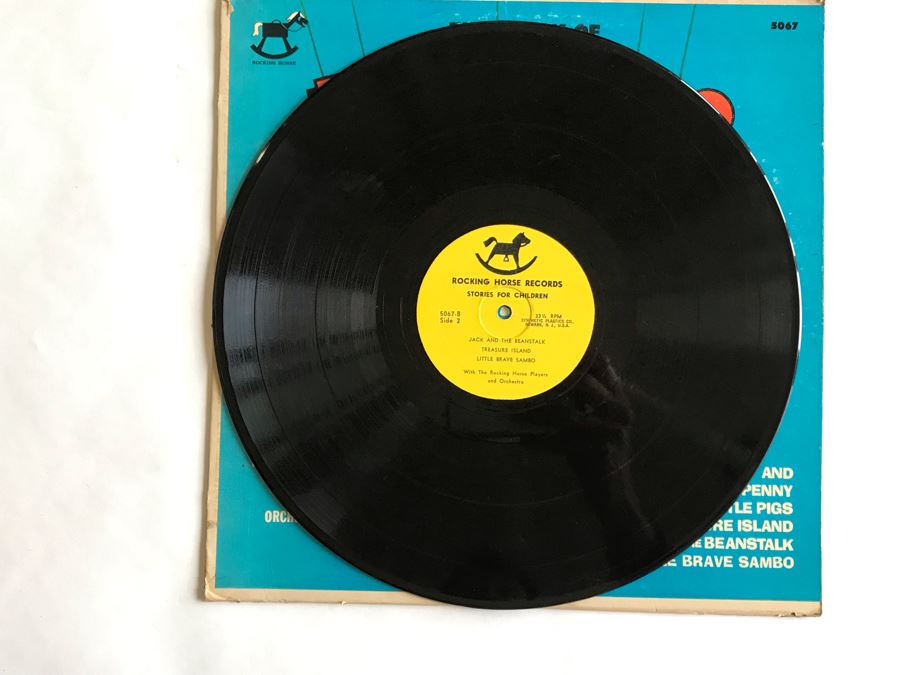 5067
ROCKING HORSE
OF
ROCKING HORSE RECORDS
STORIES FOR CHILDREN
5067-B
Side 2
33⅓ RPM
SYNTHETIC PLASTICS CO.
NEWARK, N. J., U.S.A.
JACK AND THE BEANSTALK
TREASURE ISLAND
LITTLE BRAVE SAMBO
With The Rocking Horse Players
and Orchestra
AND
PENNY
TLE PIGS
RE ISLAND
BEANSTALK
BRAVE SAMBO
ORCH